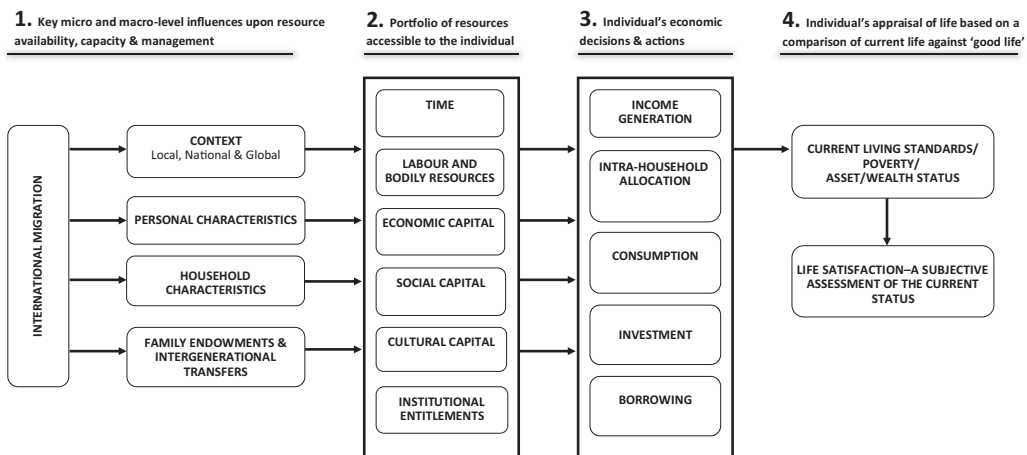 1. Key micro and macro-level influences upon resource
availability, capacity & management
2. Portfolio of resources
accessible to the individual
3. Individual's economic
decisions & actions
4. Individual's appraisal of life based on a
comparison of current life against 'good life'
INTERNATIONAL MIGRATION
CONTEXT
Local, National & Global
PERSONAL CHARACTERISTICS
HOUSEHOLD
CHARACTERISTICS
FAMILY ENDOWMENTS &
INTERGENERATIONAL
TRANSFERS
TIME
LABOUR AND
BODILY RESOURCES
ECONOMIC CAPITAL
SOCIAL CAPITAL
CULTURAL CAPITAL
INSTITUTIONAL
ENTITLEMENTS
INCOME
GENERATION
INTRA-HOUSEHOLD
ALLOCATION
CONSUMPTION
INVESTMENT
BORROWING
CURRENT LIVING STANDARDS/
POVERTY/
ASSET/WEALTH STATUS
LIFE SATISFACTION–A SUBJECTIVE
ASSESSMENT OF THE CURRENT
STATUS